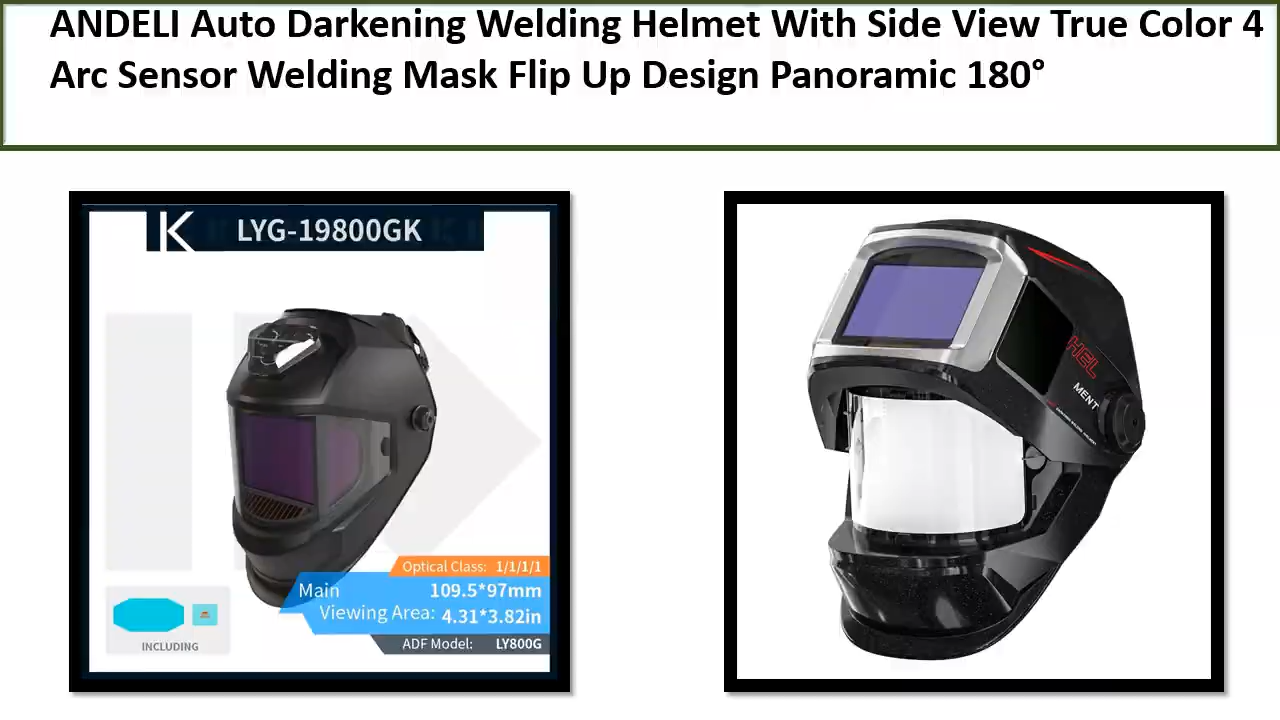 ANDELI Auto Darkening Welding Helmet With Side View True Color 4
Arc Sensor Welding Mask Flip Up Design Panoramic 180°
K LYG-19800GK
Optical Class: 1/1/1/1
Main 109.5*97mm
Viewing Area: 4.31*3.82in
ADF Model: LY800G
INCLUDING
HEL
MENT